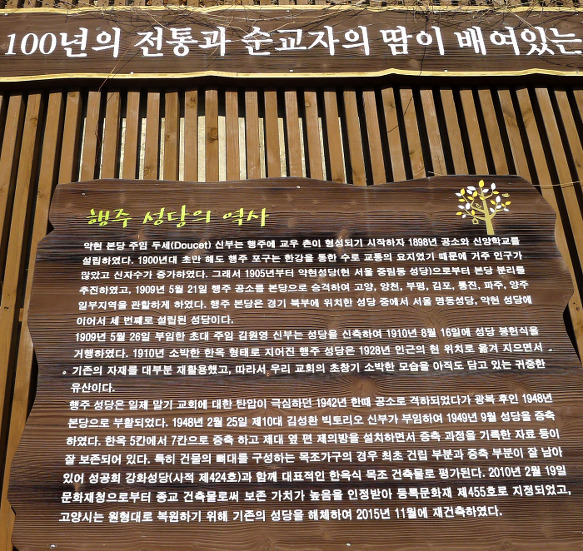 100년의 전통과 순교자의 땀이 배여있는
행주 성당의 역사
약현 본당 주임 두세(Doucet) 신부는 행주에 교우 촌이 형성되기 시작하자 1898년 공소와 신앙학교를
설립하였다. 1900년대 초만 해도 행주 포구는 한강을 통한 수로 교통의 요지였기 때문에 거주 인구가
많았고 신자수가 증가하였다. 그래서 1905년부터 약현성당(현 서울 중림동 성당)으로부터 본당 분리를
추진하였고, 1909년 5월 21일 행주 공소를 본당으로 승격하여 고양, 양천, 부평, 김포, 통진, 파주, 양주
일부지역을 관할하게 하였다. 행주 본당은 경기 북부에 위치한 성당 중에서 서울 명동성당, 약현 성당에
이어서 세 번째로 설립된 성당이다.
1909년 5월 26일 부임한 초대 주임 김원영 신부는 성당을 신축하여 1910년 8월 16일에 성당 봉헌식을
거행하였다. 1910년 소박한 한옥 형태로 지어진 행주 성당은 1928년 인근의 현 위치로 옮겨 지으면서
기존의 자재를 대부분 재활용했고, 따라서 우리 교회의 초창기 소박한 모습을 아직도 담고 있는 귀중한
유산이다.
행주 성당은 일제 말기 교회에 대한 탄압이 극심하던 1942년 한때 공소로 격하되었다가 광복 후인 1948년
본당으로 부활되었다. 1948년 2월 25일 제10대 김성환 빅토리오 신부가 부임하여 1949년 9월 성당을 증축
하였다. 한옥 5칸에서 7칸으로 증축 하고 제대 옆 편 제의방을 설치하면서 증축 과정을 기록한 자료 등이
잘 보존되어 있다. 특히 건물의 뼈대를 구성하는 목조가구의 경우 최초 건립 부분과 증축 부분이 잘 남아
있어 성공회 강화성당(사적 제424호)과 함께 대표적인 한옥식 목조 건축물로 평가된다. 2010년 2월 19일
문화재청으로부터 종교 건축물로써 보존 가치가 높음을 인정받아 등록문화재 제455호로 지정되었고,
고양시는 원형대로 복원하기 위해 기존의 성당을 해체하여 2015년 11월에 재건축하였다.